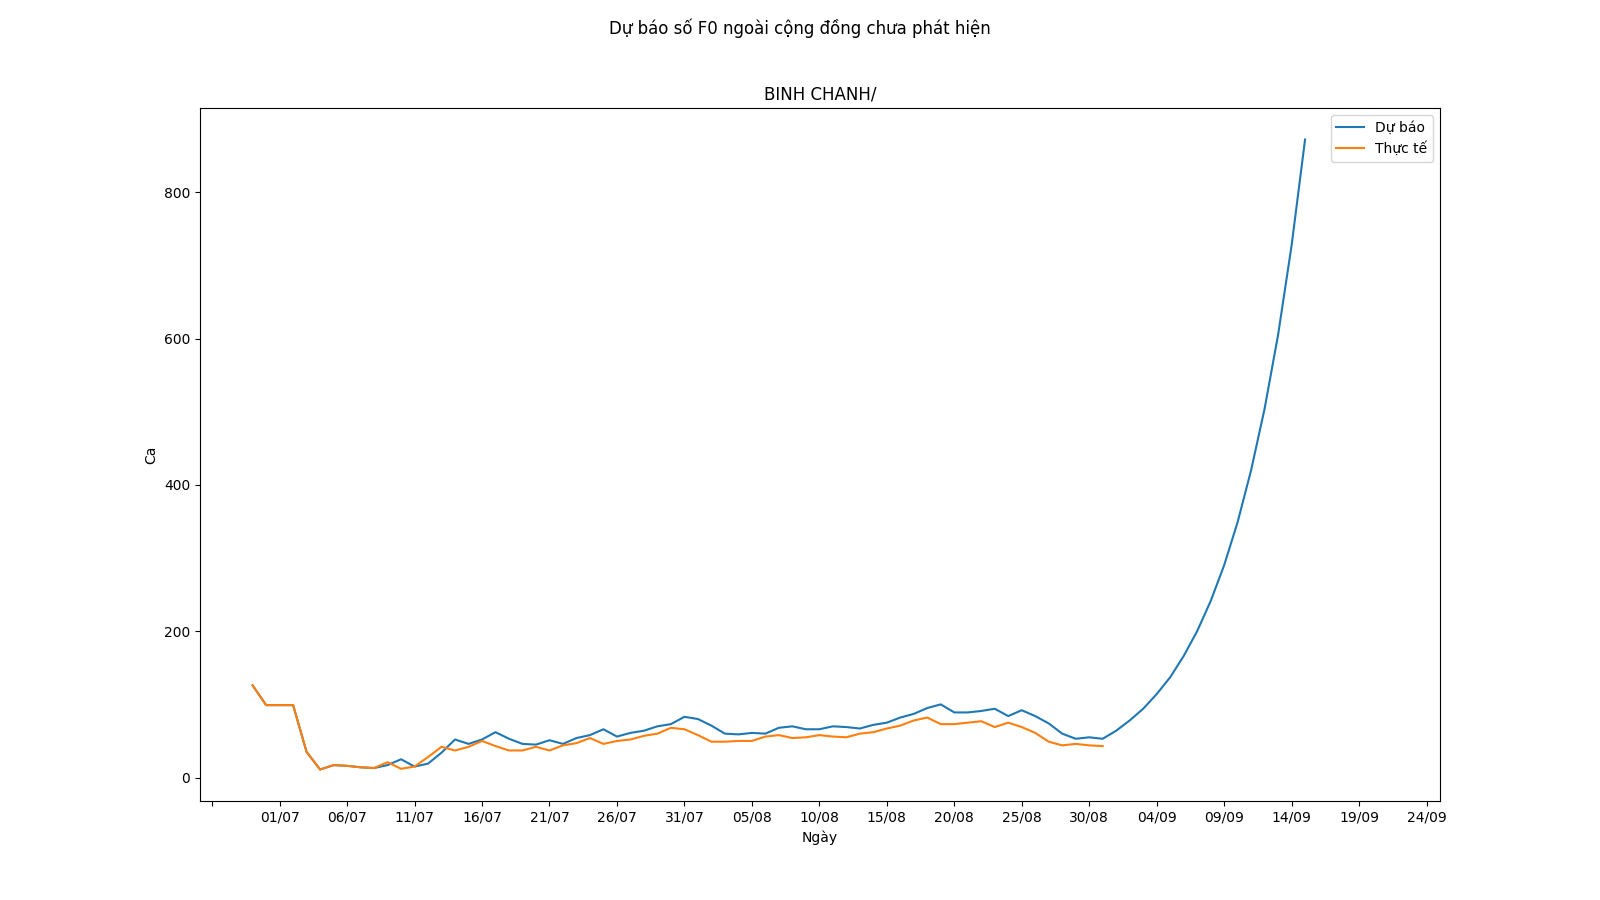 Dự báo số F0 ngoài cộng đồng chưa phát hiện
BINH CHANH/
Dự báo
Thực tế
800
600
400
200
0
Ca
01/07 06/07 11/07 16/07 21/07 26/07 31/07 05/08 10/08 15/08 20/08 25/08 30/08 04/09 09/09 14/09 19/09 24/09
Ngày